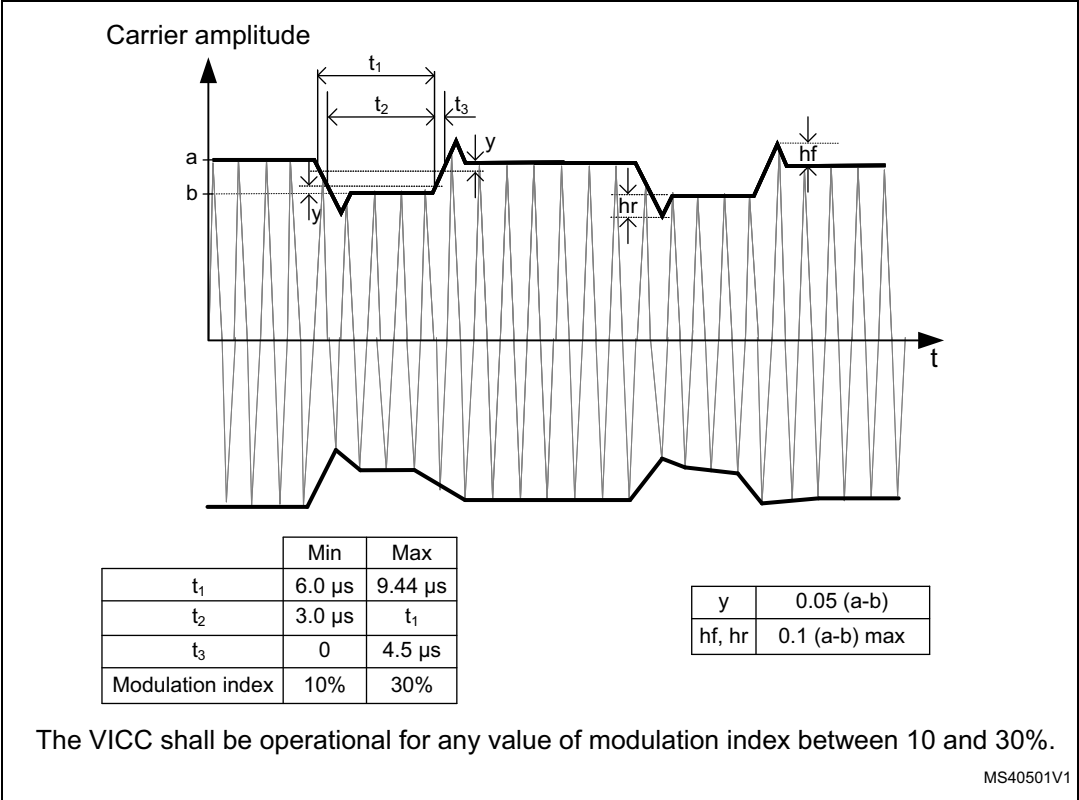 Carrier amplitude
t₁
t₂ t₃
y
hf
a
b
y
hr
t
Min Max
t₁ 6.0 µs 9.44 µs
t₂ 3.0 µs t₁
t₃ 0 4.5 µs
Modulation index 10% 30%
y 0.05 (a-b)
hf, hr 0.1 (a-b) max
The VICC shall be operational for any value of modulation index between 10 and 30%.
MS40501V1